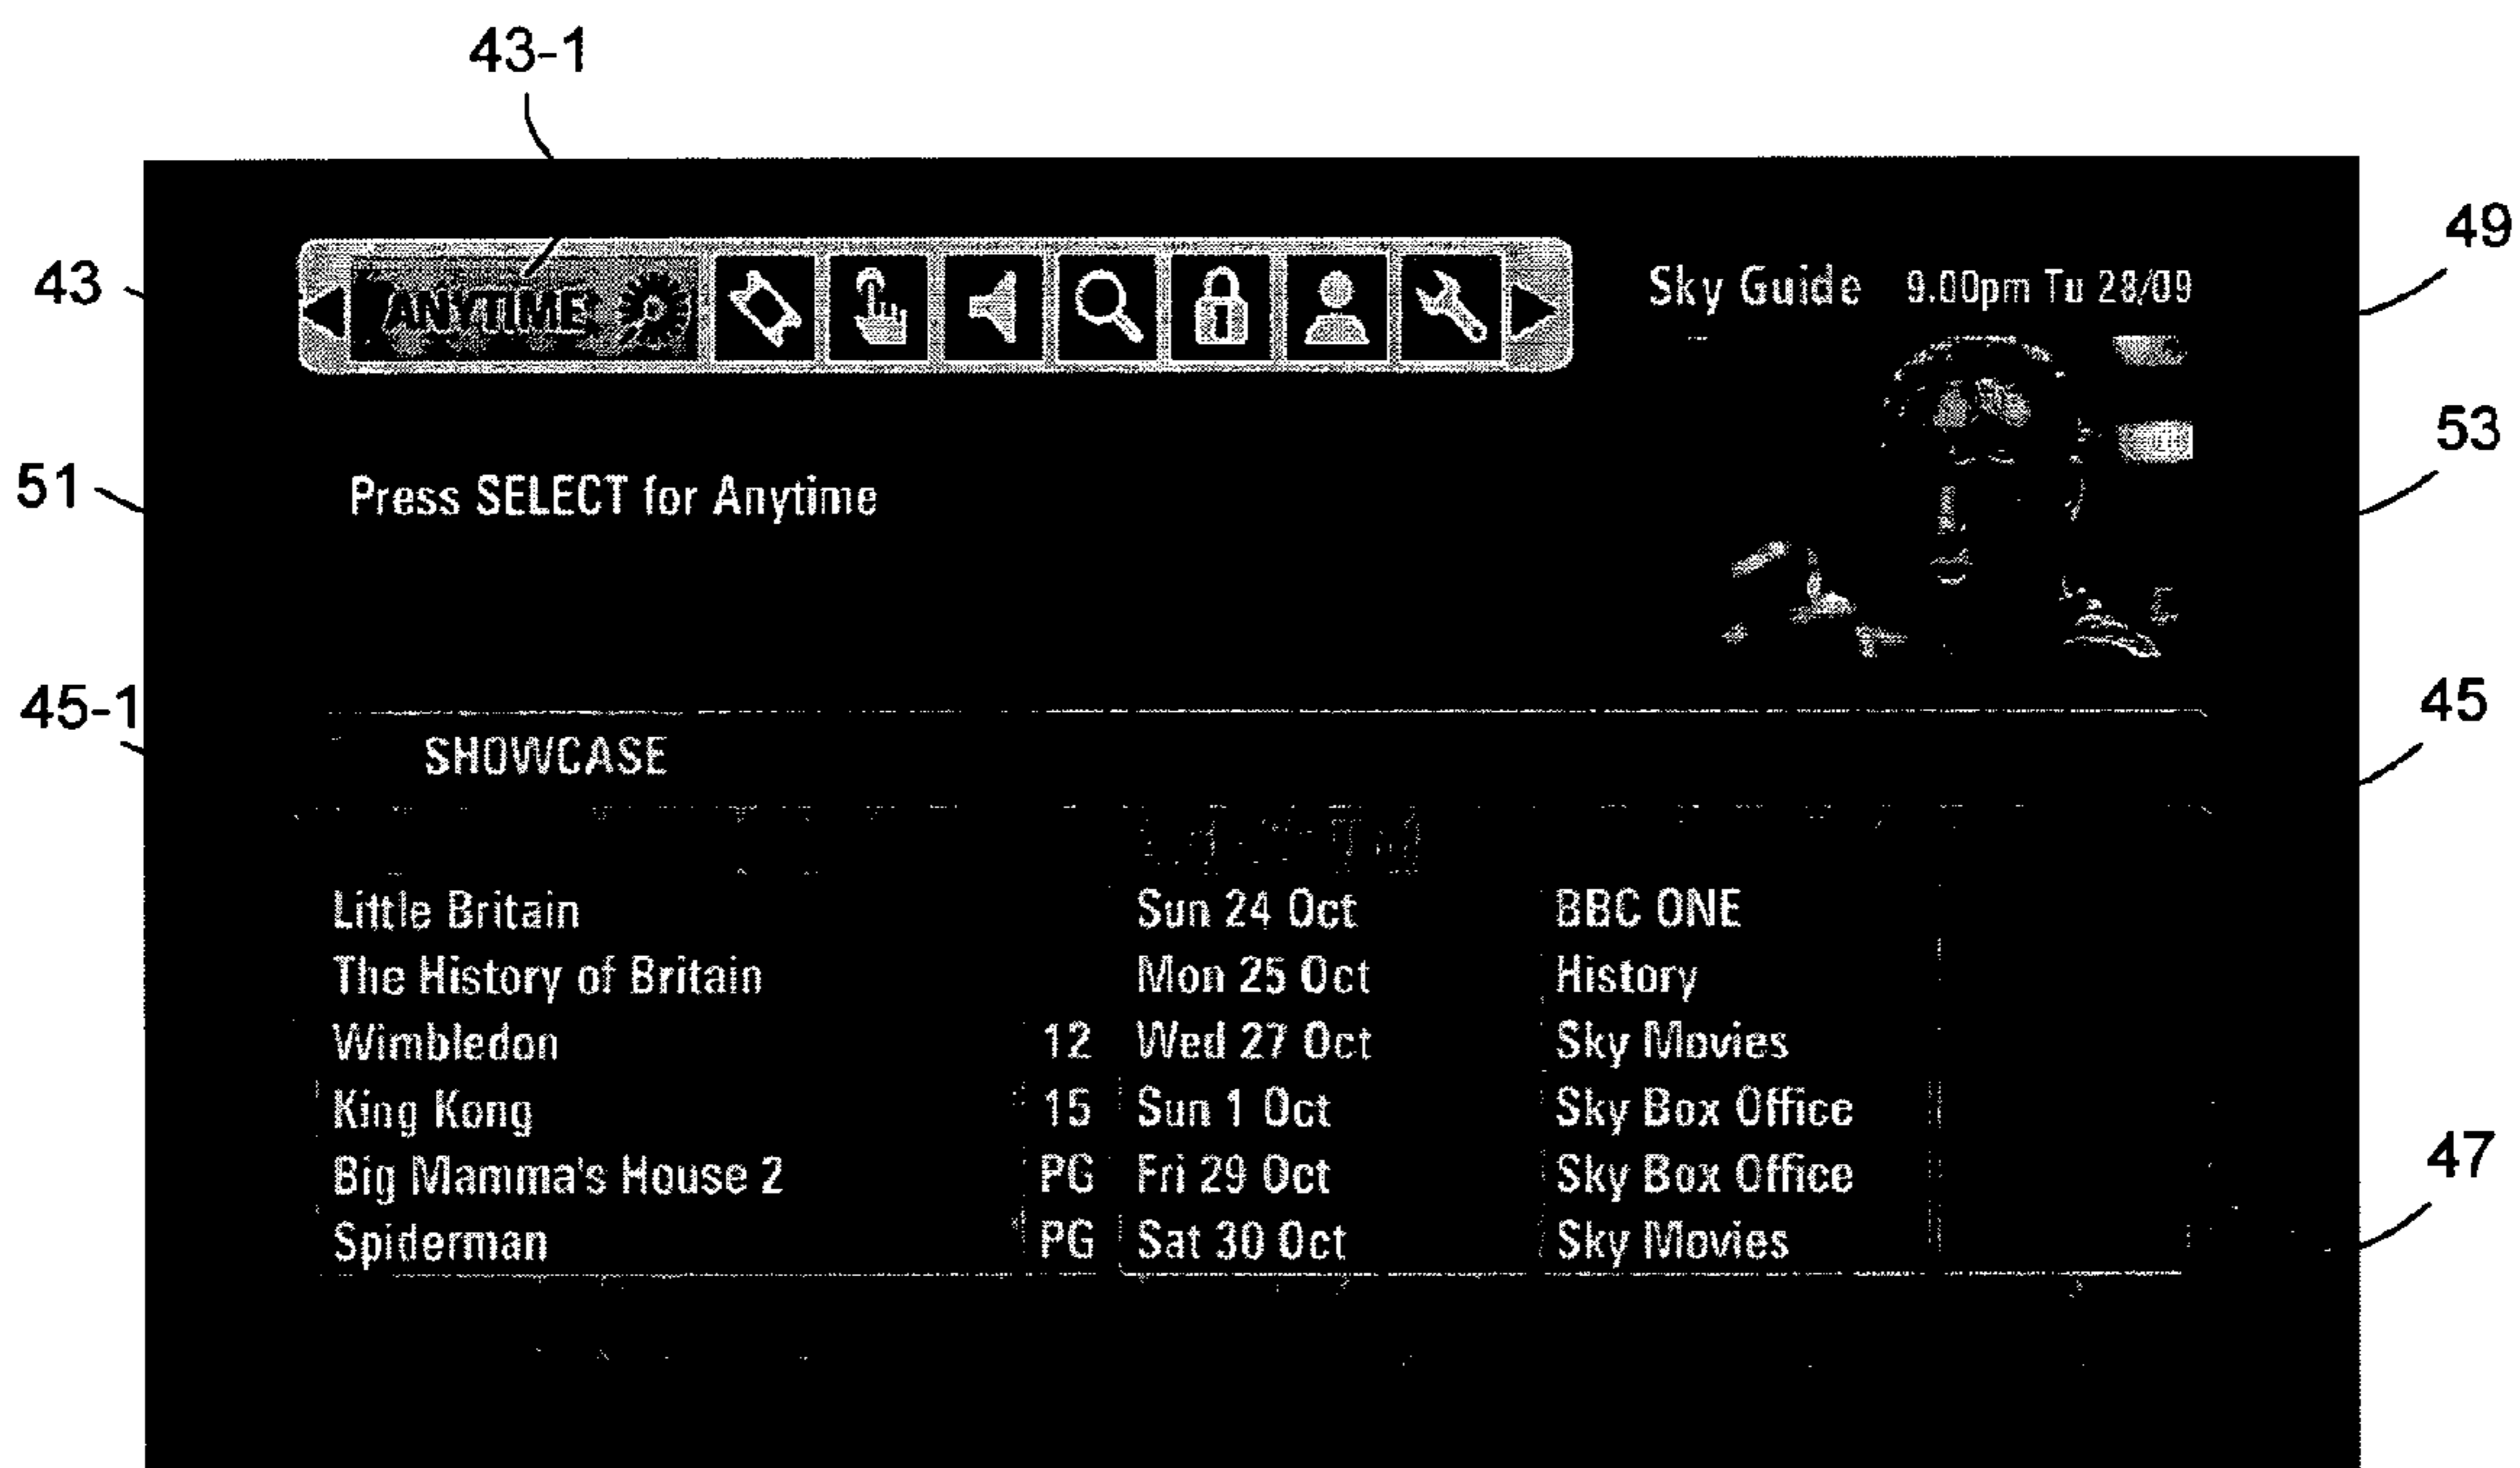 43-1
43
ANYTIME
Sky Guide 9.00pm Tu 28/09
49
51
Press SELECT for Anytime
53
45-1
SHOWCASE
45
Little Britain Sun 24 Oct BBC ONE
The History of Britain Mon 25 Oct History
Wimbledon 12 Wed 27 Oct Sky Movies
King Kong 15 Sun 1 Oct Sky Box Office
Big Mamma's House 2 PG Fri 29 Oct Sky Box Office
Spiderman PG Sat 30 Oct Sky Movies
47